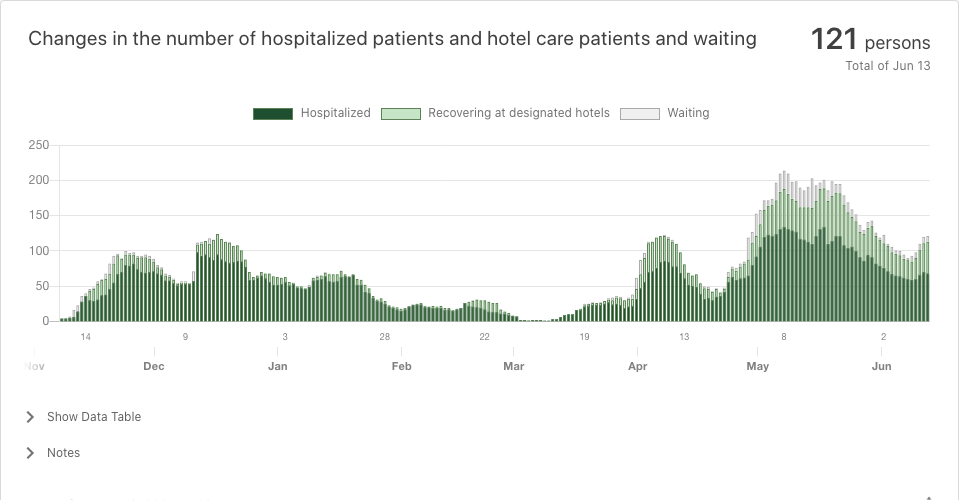 Changes in the number of hospitalized patients and hotel care patients and waiting
121 persons
Total of Jun 13
Hospitalized Recovering at designated hotels Waiting
250
200
150
100
50
0
14 9 3 28 22 19 13 8 2
Nov Dec Jan Feb Mar Apr May Jun
Show Data Table
Notes